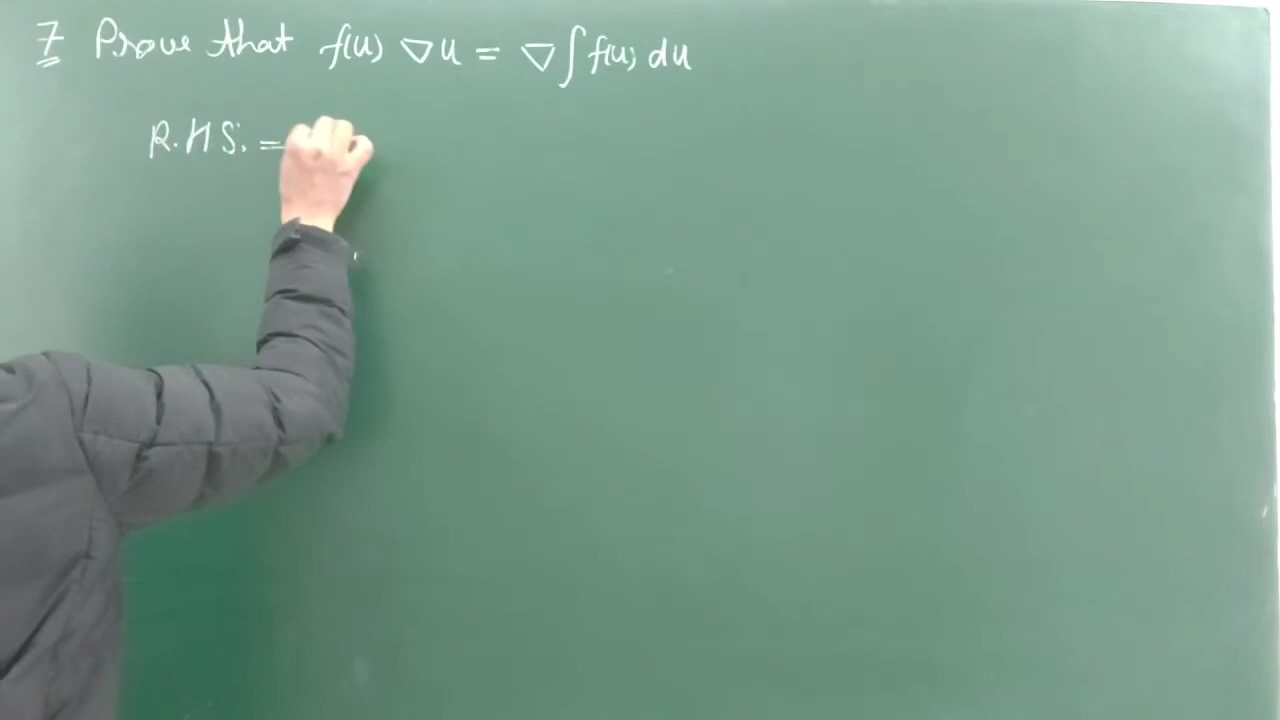 7 Prove that f(u) ∇u = ∇∫f(u) du
R.H.S. =